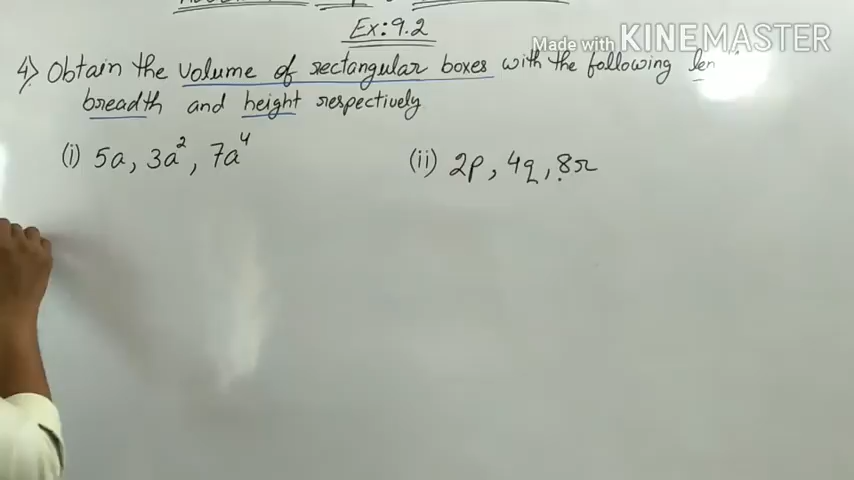 Ex: 9.2
Made with KINEMASTER
4) Obtain the volume of rectangular boxes with the following
breadth and height respectively
(i) 5a, 3a², 7a⁴
(ii) 2p, 4q, 8r